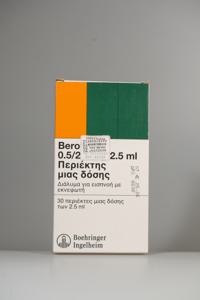 Bero
0.5/2 2.5 ml
Περιέκτης
μιας δόσης
Διάλυμα για εισπνοή με
εκνεφωτή
30 περιέκτες μιας δόσης
των 2.5 ml
Boehringer
Ingelheim